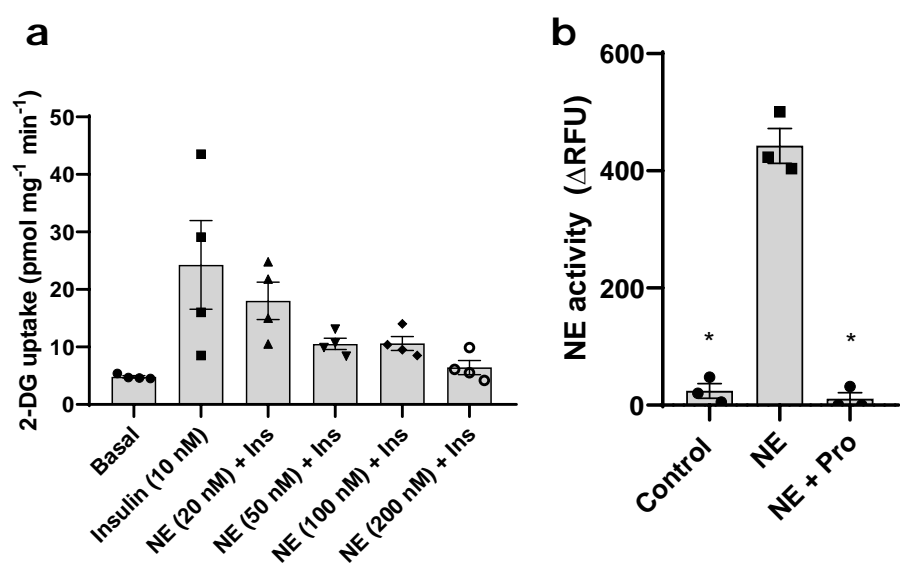 a
2-DG uptake (pmol mg⁻¹ min⁻¹)
50
40
30
20
10
0
Basal
Insulin (10 nM)
NE (20 nM) + Ins
NE (50 nM) + Ins
NE (100 nM) + Ins
NE (200 nM) + Ins
b
NE activity (ΔRFU)
600
400
200
0
*
*
Control
NE
NE + Pro